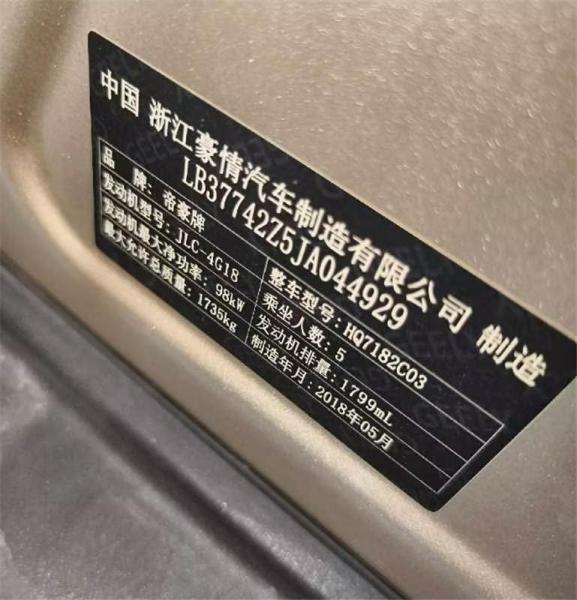 中国 浙江豪情汽车制造有限公司 制造
LB37742Z5JA044929
品 牌: 帝豪牌
整车型号: HQ7182C03
发动机型号: JLC-4G18
乘坐人数: 5
发动机最大净功率: 98kW
发动机排量: 1799mL
最大允许总质量: 1735kg
制造年月: 2018年05月